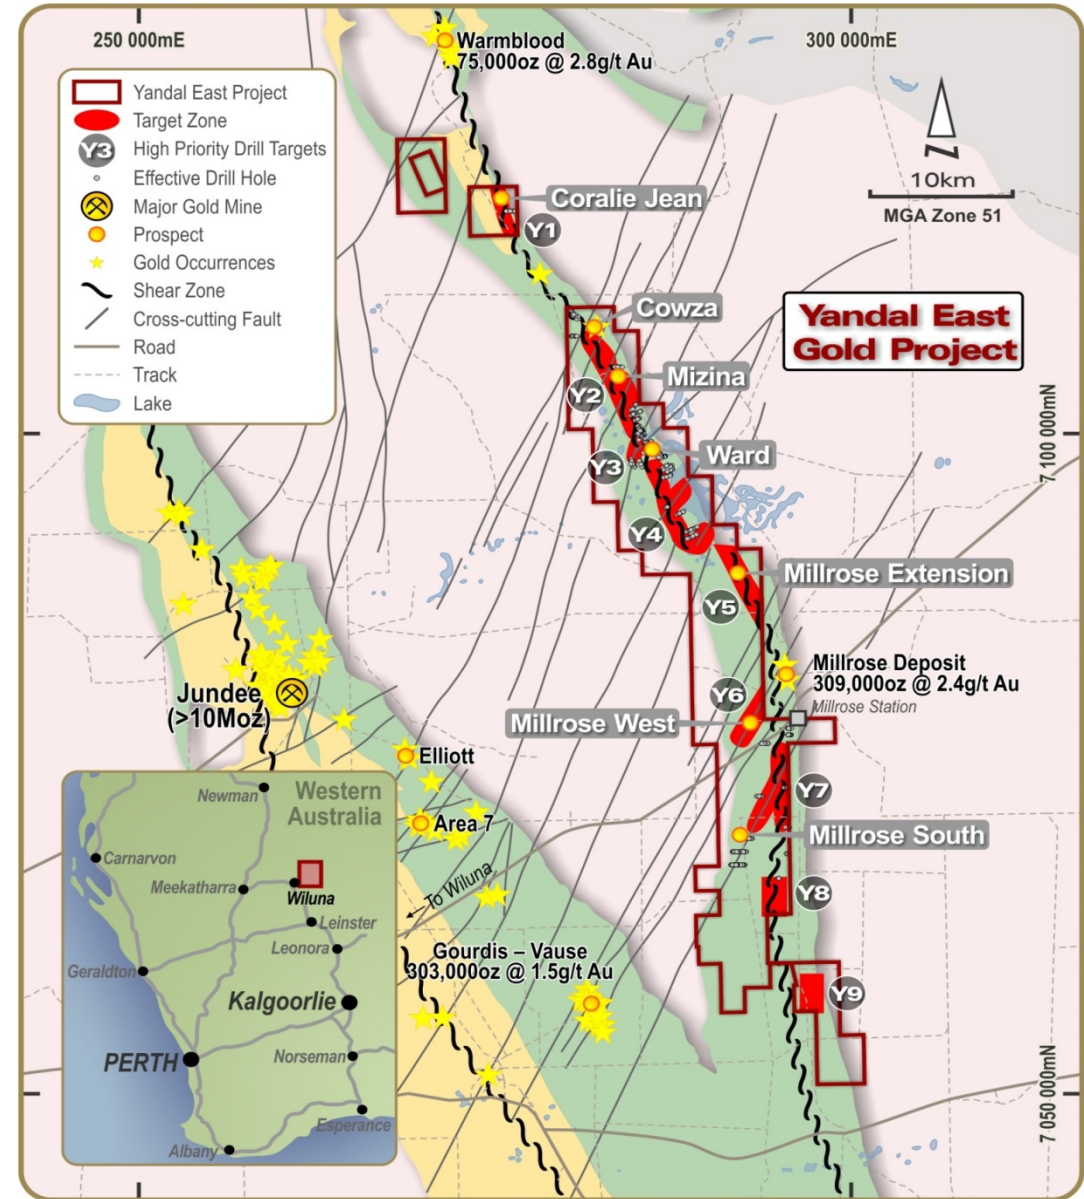 250 000mE
300 000mE
Warmblood
75,000oz @ 2.8g/t Au
Yandal East Project
Target Zone
Y3
High Priority Drill Targets
Effective Drill Hole
Major Gold Mine
Prospect
Gold Occurrences
Shear Zone
Cross-cutting Fault
Road
Track
Lake
N
10km
MGA Zone 51
Coralie Jean
Y1
Yandal East
Gold Project
Cowza
Mizina
Y2
Ward
Y3
7 100 000mN
Y4
Millrose Extension
Y5
Millrose Deposit
309,000oz @ 2.4g/t Au
Millrose Station
Y6
Millrose West
Jundee
(>10Moz)
Elliott
Area 7
Y7
Millrose South
Y8
To Wiluna
Gourdis – Vause
303,000oz @ 1.5g/t Au
Y9
7 050 000mN
Western
Australia
Newman
Carnarvon
Meekatharra
Wiluna
Leinster
Leonora
Geraldton
Kalgoorlie
PERTH
Norseman
Esperance
Albany